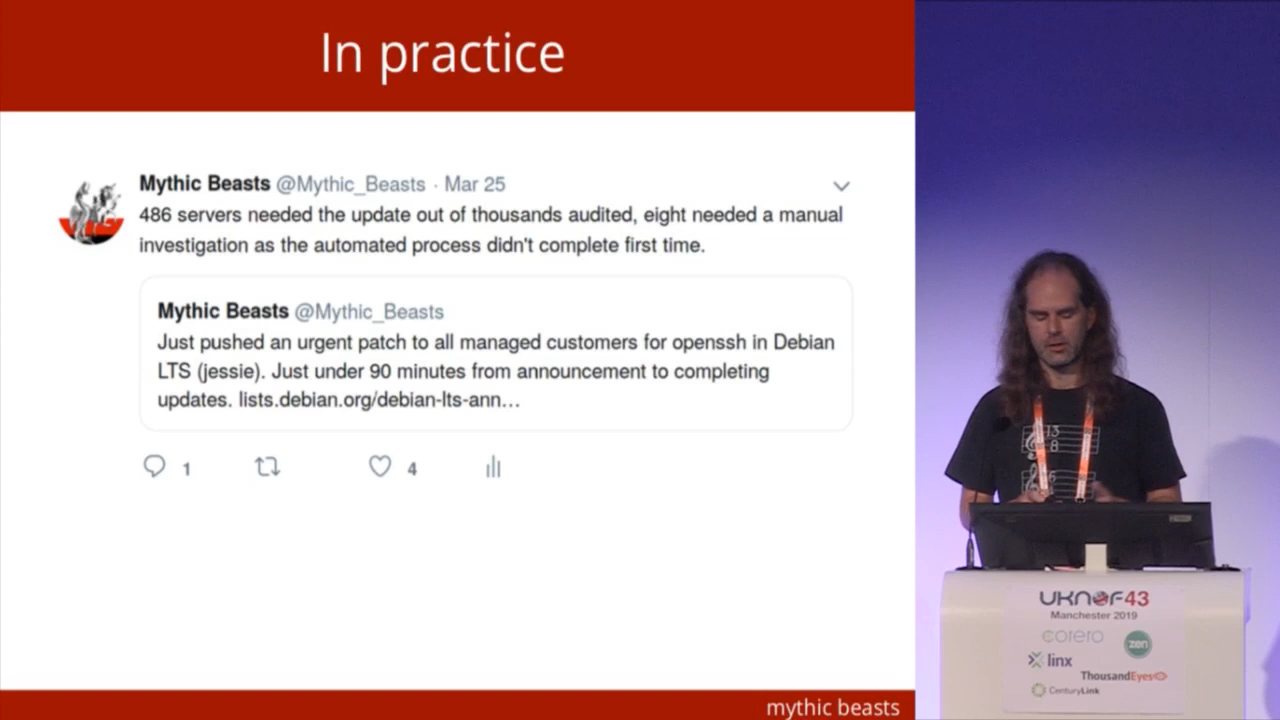 In practice
Mythic Beasts @Mythic_Beasts · Mar 25
486 servers needed the update out of thousands audited, eight needed a manual
investigation as the automated process didn't complete first time.
Mythic Beasts @Mythic_Beasts
Just pushed an urgent patch to all managed customers for openssh in Debian
LTS (jessie). Just under 90 minutes from announcement to completing
updates. lists.debian.org/debian-lts-ann…
1
4
mythic beasts
13
8
6
UKNOF43
Manchester 2019
corero
zen
linx
ThousandEyes
CenturyLink